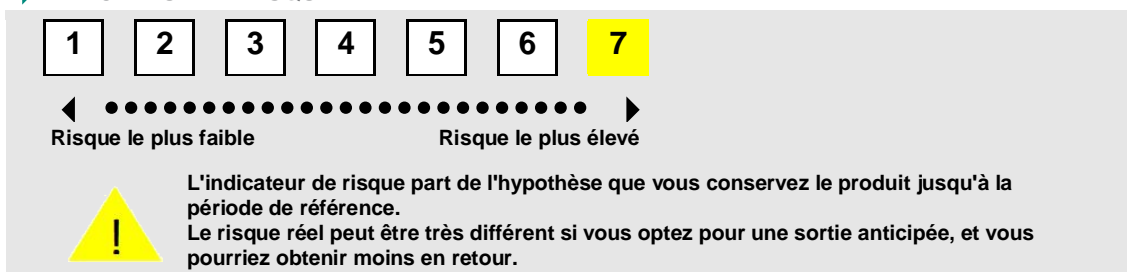 1 2 3 4 5 6 7
Risque le plus faible Risque le plus élevé
L'indicateur de risque part de l'hypothèse que vous conservez le produit jusqu'à la
période de référence.
Le risque réel peut être très différent si vous optez pour une sortie anticipée, et vous
pourriez obtenir moins en retour.
!